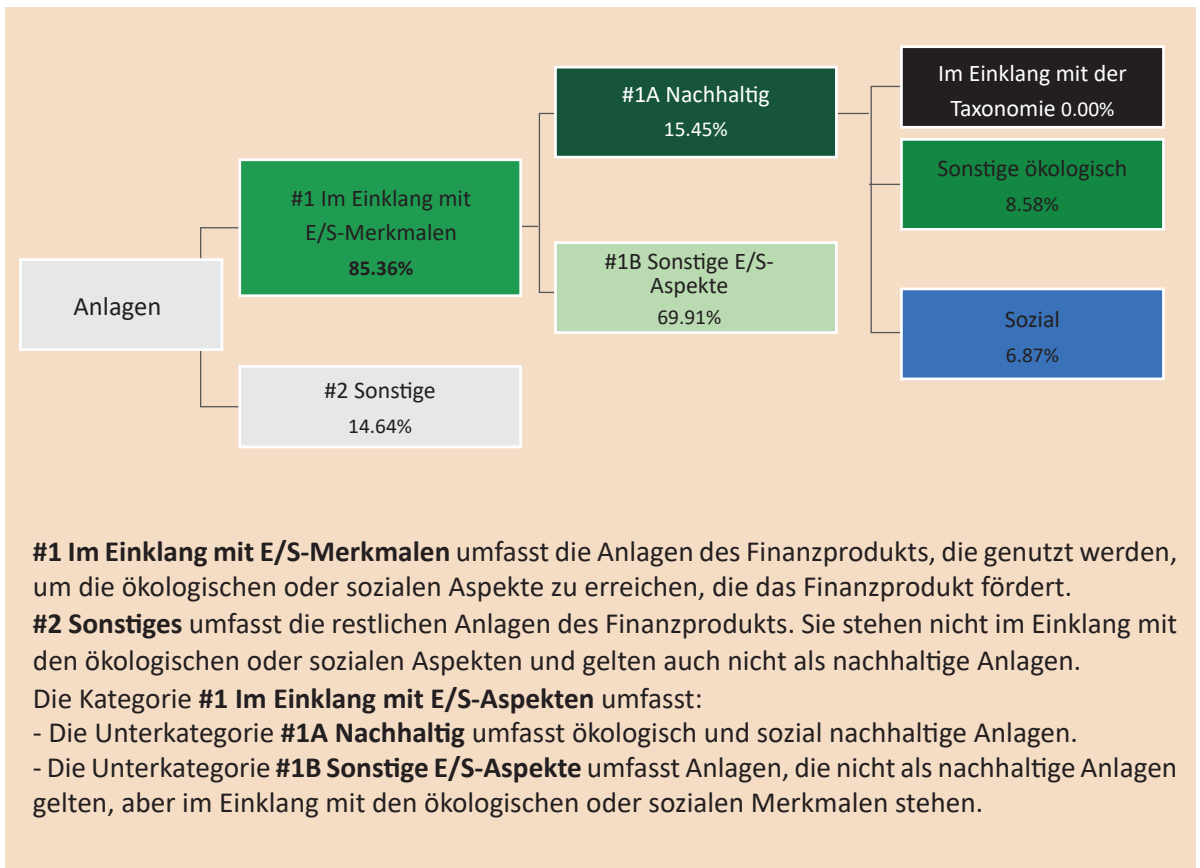 Anlagen
#1 Im Einklang mit
E/S-Merkmalen
85.36%
#2 Sonstige
14.64%
#1A Nachhaltig
15.45%
#1B Sonstige E/S-
Aspekte
69.91%
Im Einklang mit der
Taxonomie 0.00%
Sonstige ökologisch
8.58%
Sozial
6.87%
#1 Im Einklang mit E/S-Merkmalen umfasst die Anlagen des Finanzprodukts, die genutzt werden,
um die ökologischen oder sozialen Aspekte zu erreichen, die das Finanzprodukt fördert.
#2 Sonstiges umfasst die restlichen Anlagen des Finanzprodukts. Sie stehen nicht im Einklang mit
den ökologischen oder sozialen Aspekten und gelten auch nicht als nachhaltige Anlagen.
Die Kategorie #1 Im Einklang mit E/S-Aspekten umfasst:
- Die Unterkategorie #1A Nachhaltig umfasst ökologisch und sozial nachhaltige Anlagen.
- Die Unterkategorie #1B Sonstige E/S-Aspekte umfasst Anlagen, die nicht als nachhaltige Anlagen
gelten, aber im Einklang mit den ökologischen oder sozialen Merkmalen stehen.